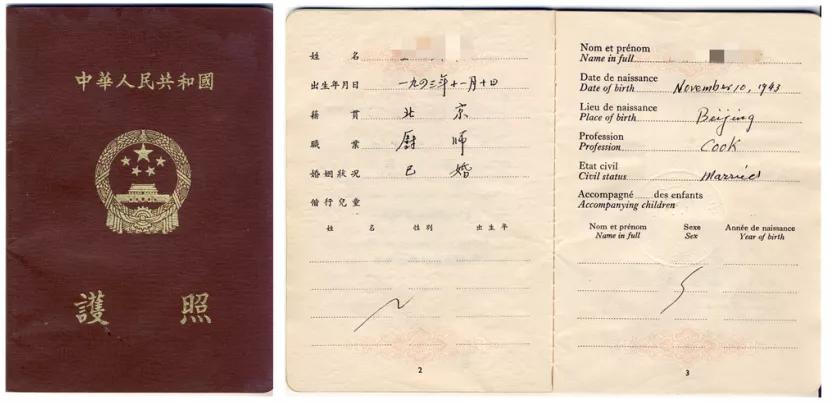 中華人民共和國
護照
姓名
出生年月日 一九四三年十一月十日
籍貫 北京
職業 厨师
婚姻狀況 已婚
偕行兒童
姓名 性別 出生年
2
Nom et prénom
Name in full
Date de naissance
Date of birth November 10, 1943
Lieu de naissance
Place of birth Beijing
Profession
Profession Cook
Etat civil
Civil status Married
Accompagné des enfants
Accompanying children
Nom et prénom Sexe Année de naissance
Name in full Sex Year of birth
3